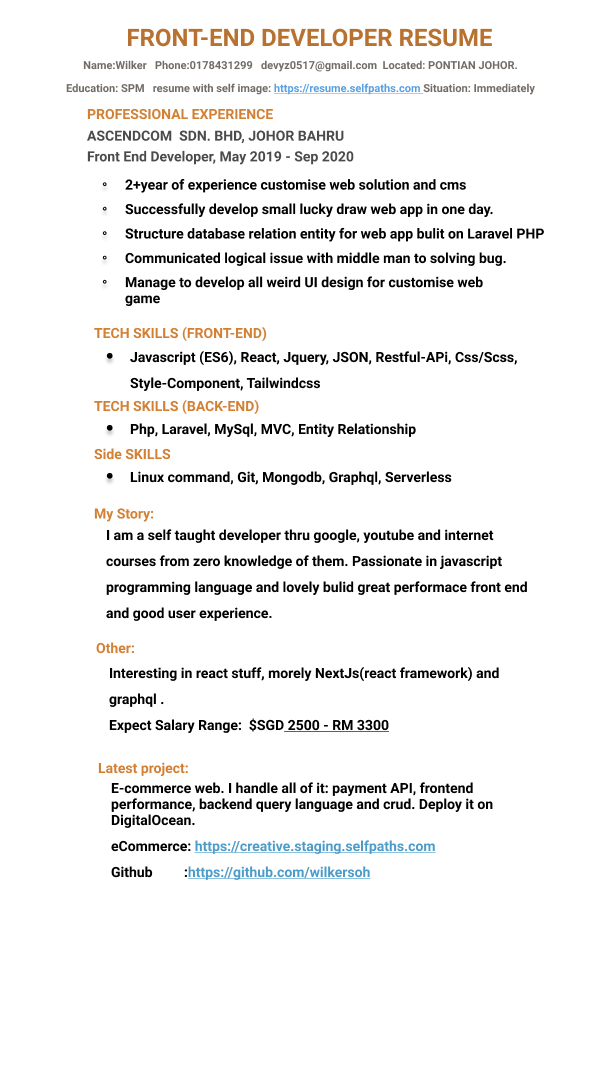 FRONT-END DEVELOPER RESUME
Name:Wilker Phone:0178431299 devyz0517@gmail.com Located: PONTIAN JOHOR.
Education: SPM resume with self image: https://resume.selfpaths.com Situation: Immediately
PROFESSIONAL EXPERIENCE
ASCENDCOM SDN. BHD, JOHOR BAHRU
Front End Developer, May 2019 - Sep 2020
◦ 2+year of experience customise web solution and cms
◦ Successfully develop small lucky draw web app in one day.
◦ Structure database relation entity for web app bulit on Laravel PHP
◦ Communicated logical issue with middle man to solving bug.
◦ Manage to develop all weird UI design for customise web
game
TECH SKILLS (FRONT-END)
• Javascript (ES6), React, Jquery, JSON, Restful-APi, Css/Scss,
Style-Component, Tailwindcss
TECH SKILLS (BACK-END)
• Php, Laravel, MySql, MVC, Entity Relationship
Side SKILLS
• Linux command, Git, Mongodb, Graphql, Serverless
My Story:
I am a self taught developer thru google, youtube and internet
courses from zero knowledge of them. Passionate in javascript
programming language and lovely bulid great performace front end
and good user experience.
Other:
Interesting in react stuff, morely NextJs(react framework) and
graphql .
Expect Salary Range: $SGD 2500 - RM 3300
Latest project:
E-commerce web. I handle all of it: payment API, frontend
performance, backend query language and crud. Deploy it on
DigitalOcean.
eCommerce: https://creative.staging.selfpaths.com
Github :https://github.com/wilkersoh